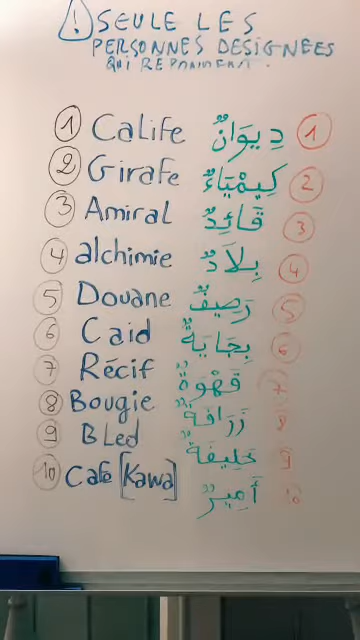 ! SEULE LES
PERSONNES DESIGNEES
QUI REPONDENT.
1 Calife دِيوَانٌ 1
2 Girafe كِيمْيَاءٌ 2
3 Amiral قَائِدٌ 3
4 alchimie بِلَادٌ 4
5 Douane رَصِيفٌ 5
6 Caid بِجَايَةٌ 6
7 Récif قَهْوَةٌ 7
8 Bougie زَرَافَةٌ 8
9 BLed خَلِيفَةٌ 9
10 Cafe [Kawa] أَمِيرٌ 10